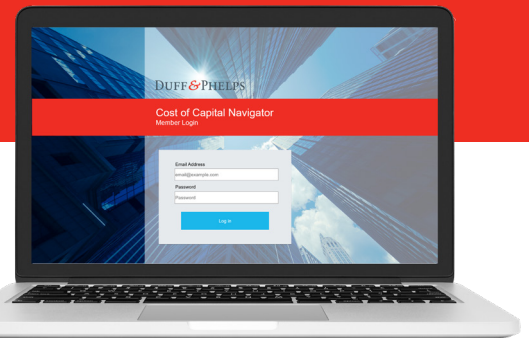 DUFF&PHELPS
Cost of Capital Navigator
Member Login
Email Address
email@example.com
Password
Password
Log In